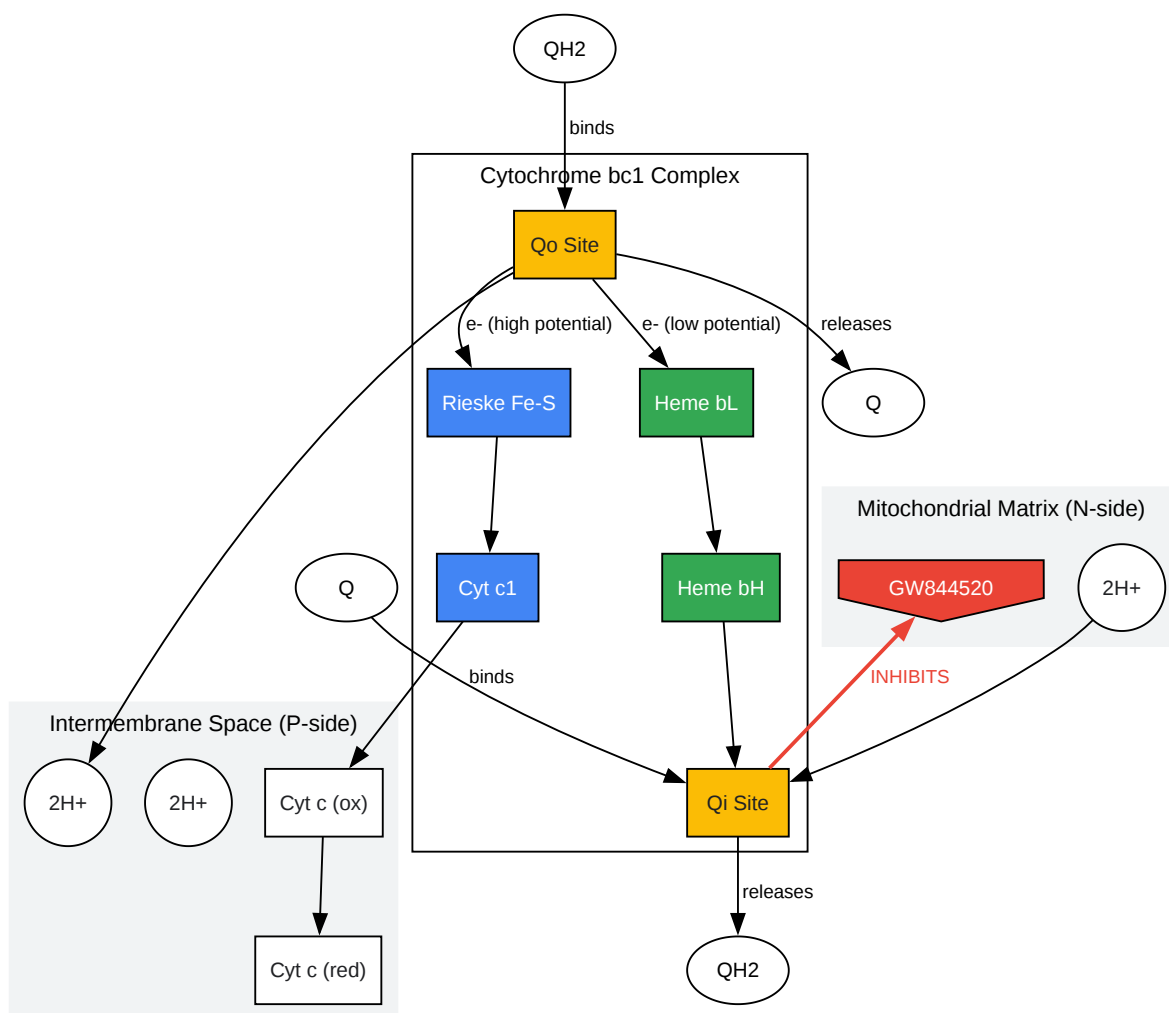 QH2
binds
Cytochrome bc1 Complex
Qo Site
e- (high potential)
e- (low potential)
releases
Rieske Fe-S
Heme bL
Q
Mitochondrial Matrix (N-side)
Q
Cyt c1
Heme bH
GW844520
2H+
binds
INHIBITS
Intermembrane Space (P-side)
2H+
2H+
Cyt c (ox)
Qi Site
releases
Cyt c (red)
QH2